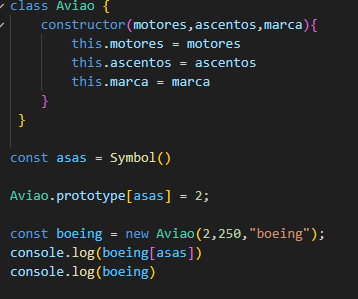 class Aviao {
constructor(motores,ascentos,marca){
this.motores = motores
this.ascentos = ascentos
this.marca = marca
}
}
const asas = Symbol()
Aviao.prototype[asas] = 2;
const boeing = new Aviao(2,250,"boeing");
console.log(boeing[asas])
console.log(boeing)